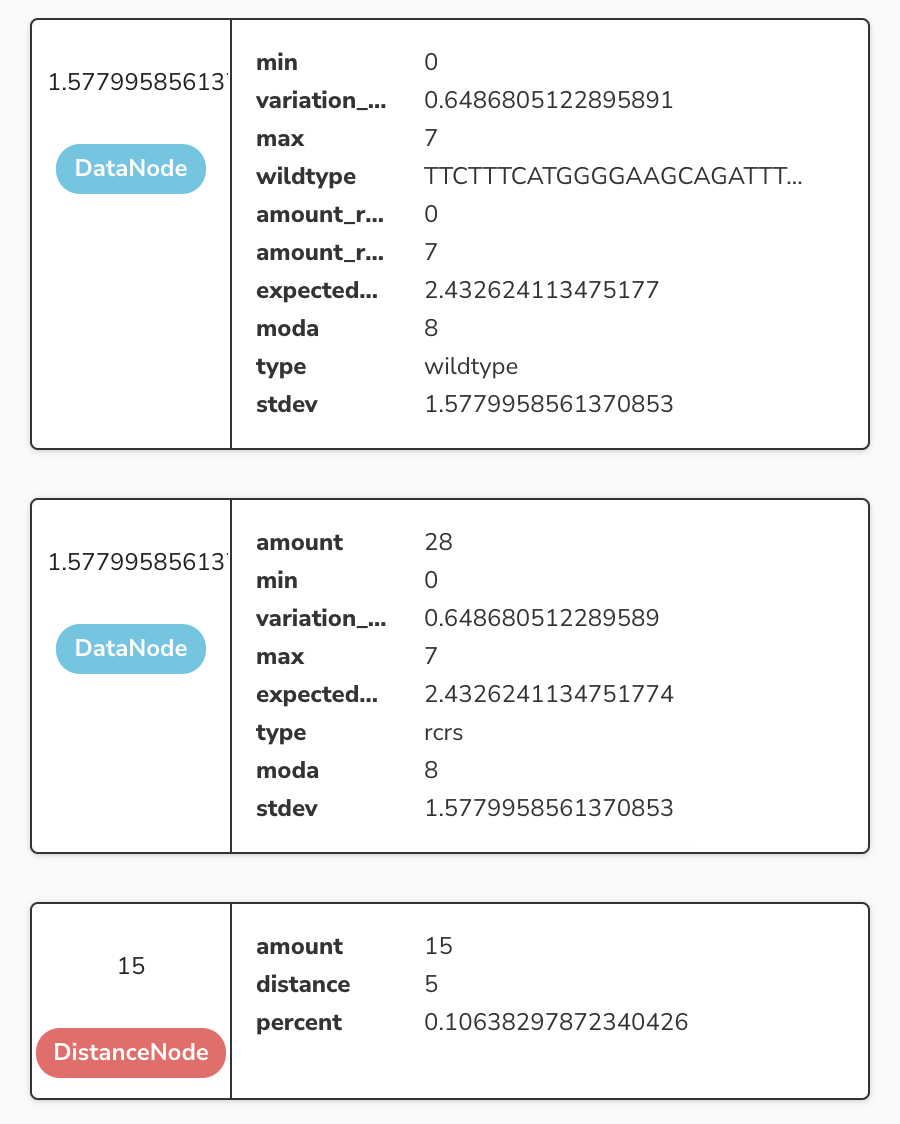 1.57799585613
DataNode
min 0
variation_... 0.6486805122895891
max 7
wildtype TTCTTTCATGGGGAAGCAGATTT...
amount_r... 0
amount_r... 7
expected... 2.432624113475177
moda 8
type wildtype
stdev 1.5779958561370853
1.57799585613
DataNode
amount 28
min 0
variation_... 0.648680512289589
max 7
expected... 2.4326241134751774
type rcrs
moda 8
stdev 1.5779958561370853
15
DistanceNode
amount 15
distance 5
percent 0.10638297872340426